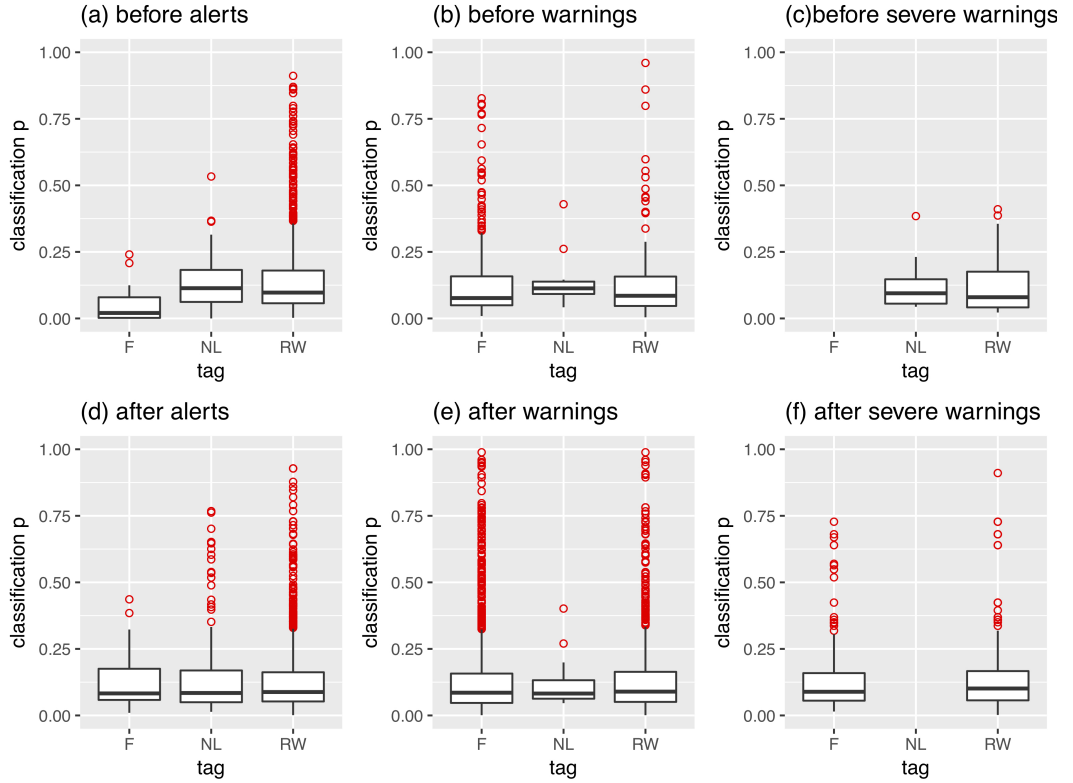 (a) before alerts
(b) before warnings
(c)before severe warnings
1.00
0.75
0.50
0.25
0.00
classification p
F NL RW
tag
1.00
0.75
0.50
0.25
0.00
classification p
F NL RW
tag
1.00
0.75
0.50
0.25
0.00
classification p
F NL RW
tag
(d) after alerts
(e) after warnings
(f) after severe warnings
1.00
0.75
0.50
0.25
0.00
classification p
F NL RW
tag
1.00
0.75
0.50
0.25
0.00
classification p
F NL RW
tag
1.00
0.75
0.50
0.25
0.00
classification p
F NL RW
tag